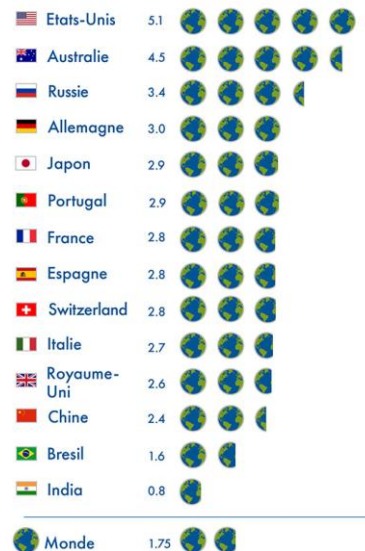 Etats-Unis 5.1
Australie 4.5
Russie 3.4
Allemagne 3.0
Japon 2.9
Portugal 2.9
France 2.8
Espagne 2.8
Switzerland 2.8
Italie 2.7
Royaume-
Uni 2.6
Chine 2.4
Bresil 1.6
India 0.8
Monde 1.75